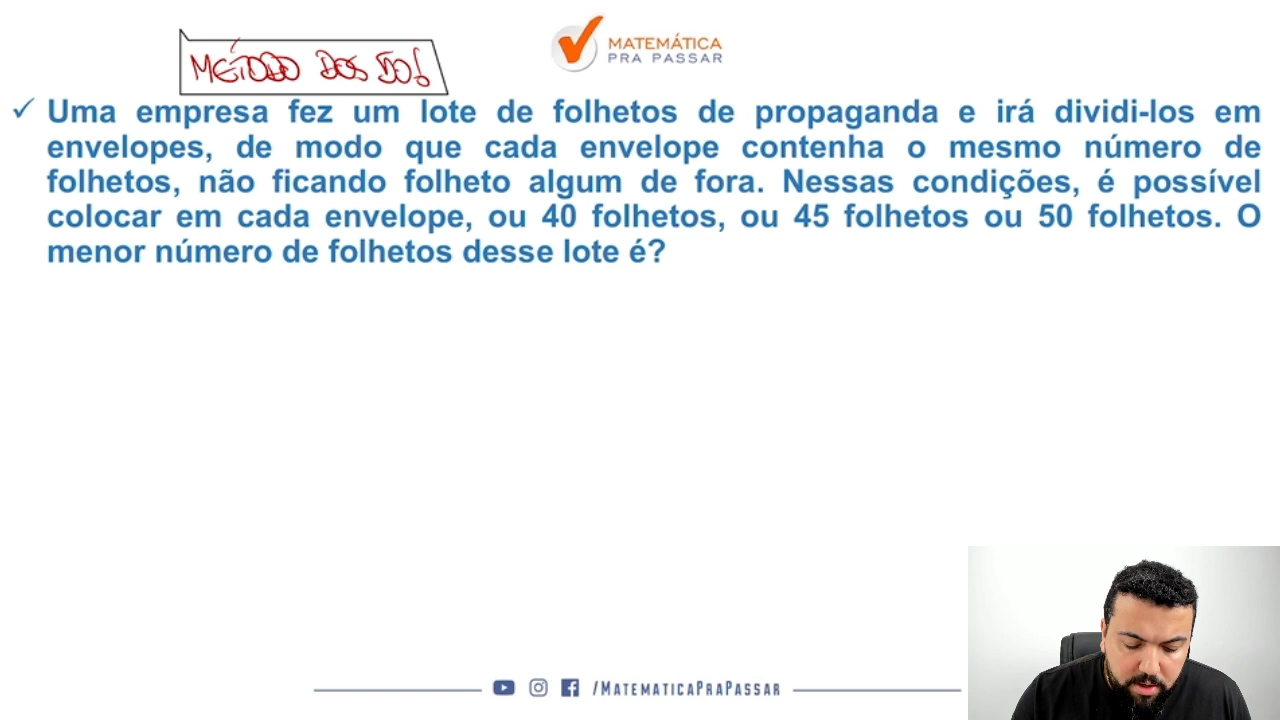 MÉTODO DOS
MATEMÁTICA
PRA PASSAR
✓ Uma empresa fez um lote de folhetos de propaganda e irá dividi-los em
envelopes, de modo que cada envelope contenha o mesmo número de
folhetos, não ficando folheto algum de fora. Nessas condições, é possível
colocar em cada envelope, ou 40 folhetos, ou 45 folhetos ou 50 folhetos. O
menor número de folhetos desse lote é?
/MATEMATICAPRAPASSAR